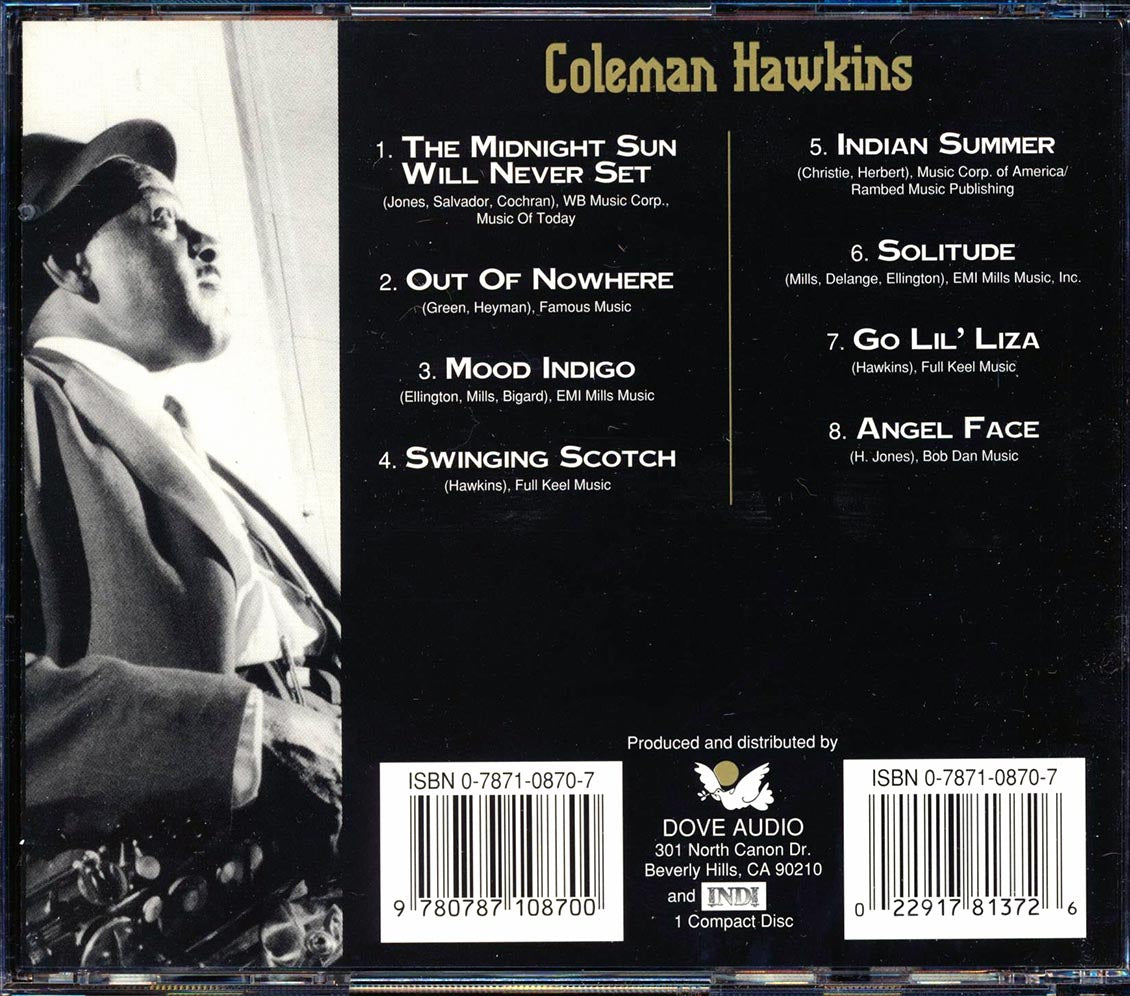 Coleman Hawkins
1. THE MIDNIGHT SUN
WILL NEVER SET
(Jones, Salvador, Cochran), WB Music Corp.,
Music Of Today
2. OUT OF NOWHERE
(Green, Heyman), Famous Music
3. MOOD INDIGO
(Ellington, Mills, Bigard), EMI Mills Music
4. SWINGING SCOTCH
(Hawkins), Full Keel Music
5. INDIAN SUMMER
(Christie, Herbert), Music Corp. of America/
Rambed Music Publishing
6. SOLITUDE
(Mills, Delange, Ellington), EMI Mills Music, Inc.
7. GO LIL' LIZA
(Hawkins), Full Keel Music
8. ANGEL FACE
(H. Jones), Bob Dan Music
ISBN 0-7871-0870-7
9 780787 108700
Produced and distributed by
DOVE AUDIO
301 North Canon Dr.
Beverly Hills, CA 90210
and INDI
1 Compact Disc
ISBN 0-7871-0870-7
0 22917 81372 6